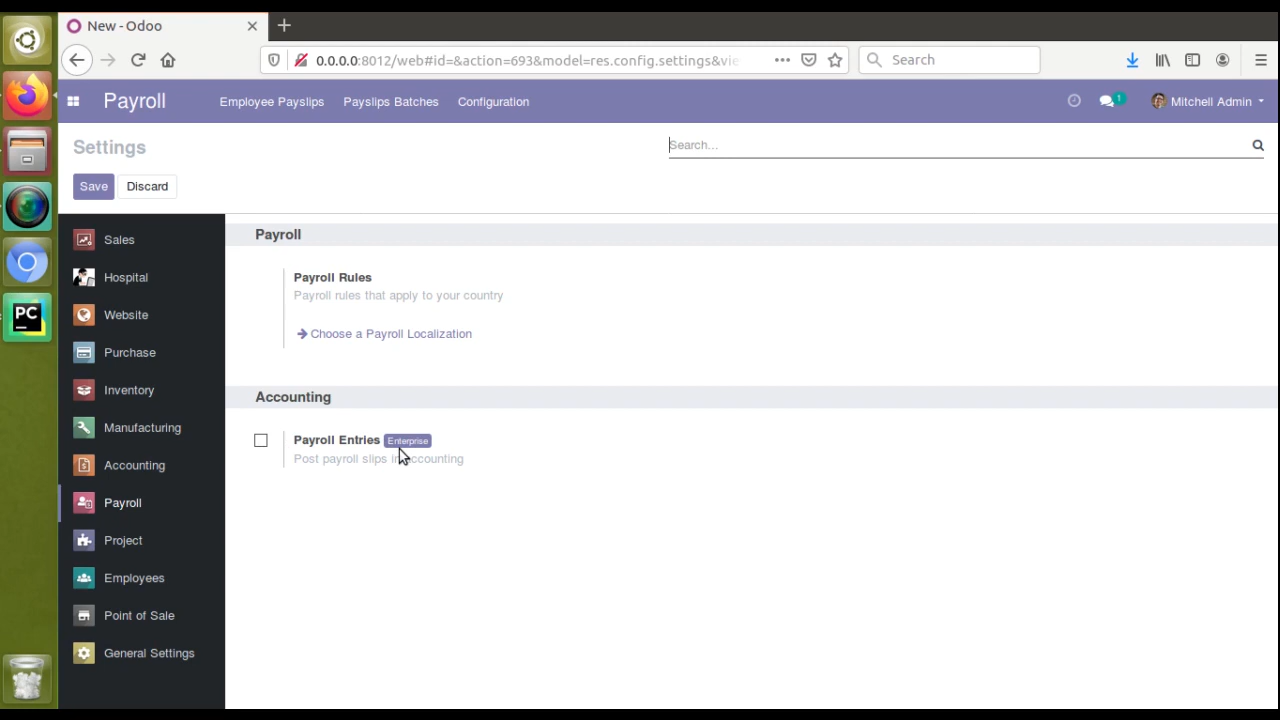 New - Odoo
0.0.0.0:8012/web#id=&action=693&model=res.config.settings&vie
Search
Payroll
Employee Payslips
Payslips Batches
Configuration
1
Mitchell Admin
Settings
Search...
Save
Discard
Sales
Hospital
Website
Purchase
Inventory
Manufacturing
Accounting
Payroll
Project
Employees
Point of Sale
General Settings
Payroll
Payroll Rules
Payroll rules that apply to your country
Choose a Payroll Localization
Accounting
Payroll Entries Enterprise
Post payroll slips in accounting
PC